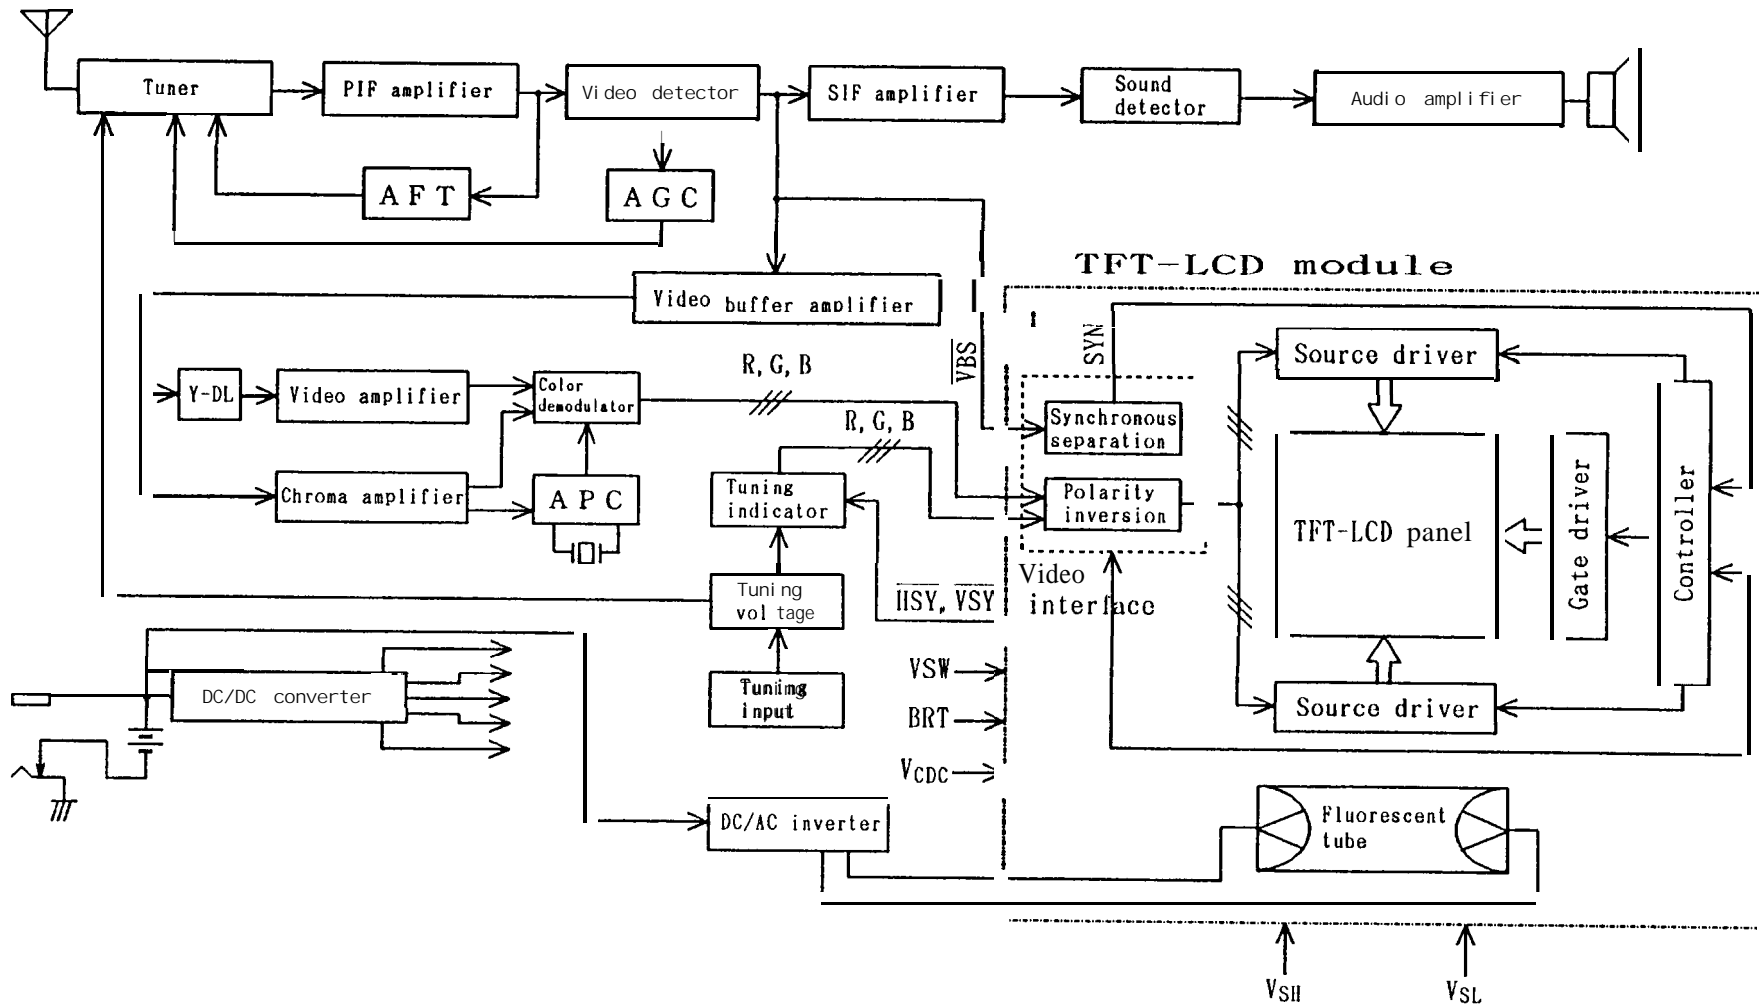 Tuner
PIF amplifier
Video detector
SIF amplifier
Sound
detector
Audio amplifier
AFT
AGC
TFT-LCD module
Video buffer amplifier
VBS
SYN
R, G, B
Y-DL
Video amplifier
Color
demodulator
R, G, B
Synchronous
separation
Source driver
Chroma amplifier
APC
Tuning
indicator
Polarity
inversion
TFT-LCD panel
Gate driver
Controller
Tuning
voltage
HSY, VSY
Video
interface
DC/DC converter
Tuning
input
VSW
BRT
VCDC
Source driver
DC/AC inverter
Fluorescent
tube
VSH
VSL